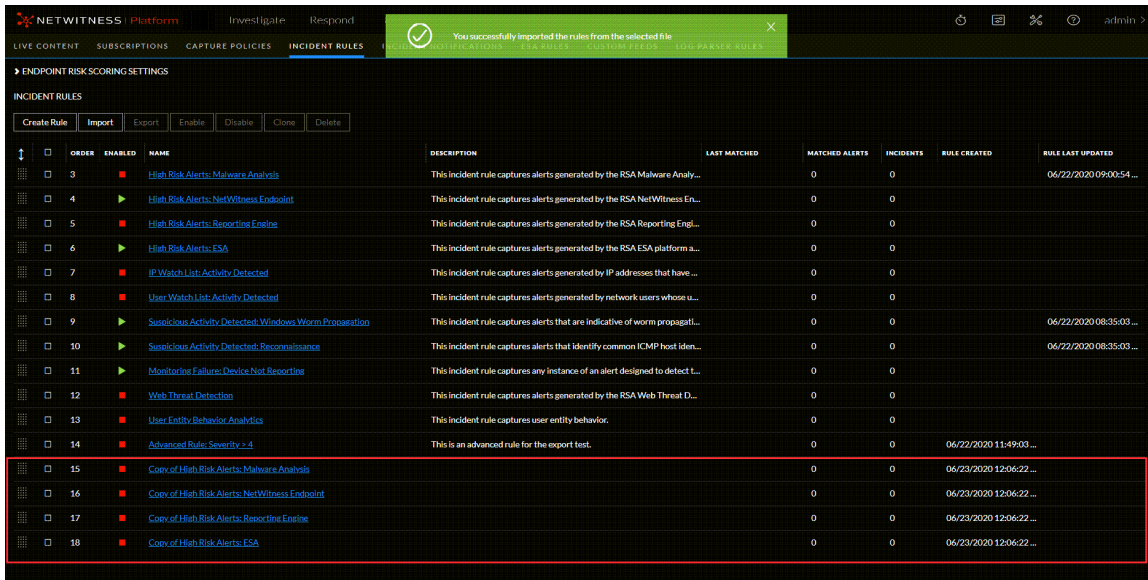 NETWITNESS | Platform Investigate Respond admin >
You successfully imported the rules from the selected file
LIVE CONTENT SUBSCRIPTIONS CAPTURE POLICIES INCIDENT RULES INCIDENT NOTIFICATIONS ESA RULES CUSTOM FEEDS LOG PARSER RULES
ENDPOINT RISK SCORING SETTINGS
INCIDENT RULES
Create Rule Import Export Enable Disable Clone Delete
ORDER ENABLED NAME DESCRIPTION LAST MATCHED MATCHED ALERTS INCIDENTS RULE CREATED RULE LAST UPDATED
3 High Risk Alerts: Malware Analysis This incident rule captures alerts generated by the RSA Malware Analy... 0 0 06/22/2020 09:00:54 ...
4 High Risk Alerts: NetWitness Endpoint This incident rule captures alerts generated by the RSA NetWitness En... 0 0
5 High Risk Alerts: Reporting Engine This incident rule captures alerts generated by the RSA Reporting Engi... 0 0
6 High Risk Alerts: ESA This incident rule captures alerts generated by the RSA ESA platform a... 0 0
7 IP Watch List: Activity Detected This incident rule captures alerts generated by IP addresses that have ... 0 0
8 User Watch List: Activity Detected This incident rule captures alerts generated by network users whose u... 0 0
9 Suspicious Activity Detected: Windows Worm Propagation This incident rule captures alerts that are indicative of worm propagati... 0 0 06/22/2020 08:35:03 ...
10 Suspicious Activity Detected: Reconnaissance This incident rule captures alerts that identify common ICMP host iden... 0 0 06/22/2020 08:35:03 ...
11 Monitoring Failure: Device Not Reporting This incident rule captures any instance of an alert designed to detect t... 0 0
12 Web Threat Detection This incident rule captures alerts generated by the RSA Web Threat D... 0 0
13 User Entity Behavior Analytics This incident rule captures user entity behavior. 0 0
14 Advanced Rule: Severity > 4 This is an advanced rule for the export test. 0 0 06/22/2020 11:49:03 ...
15 Copy of High Risk Alerts: Malware Analysis 0 0 06/23/2020 12:06:22 ...
16 Copy of High Risk Alerts: NetWitness Endpoint 0 0 06/23/2020 12:06:22 ...
17 Copy of High Risk Alerts: Reporting Engine 0 0 06/23/2020 12:06:22 ...
18 Copy of High Risk Alerts: ESA 0 0 06/23/2020 12:06:22 ...